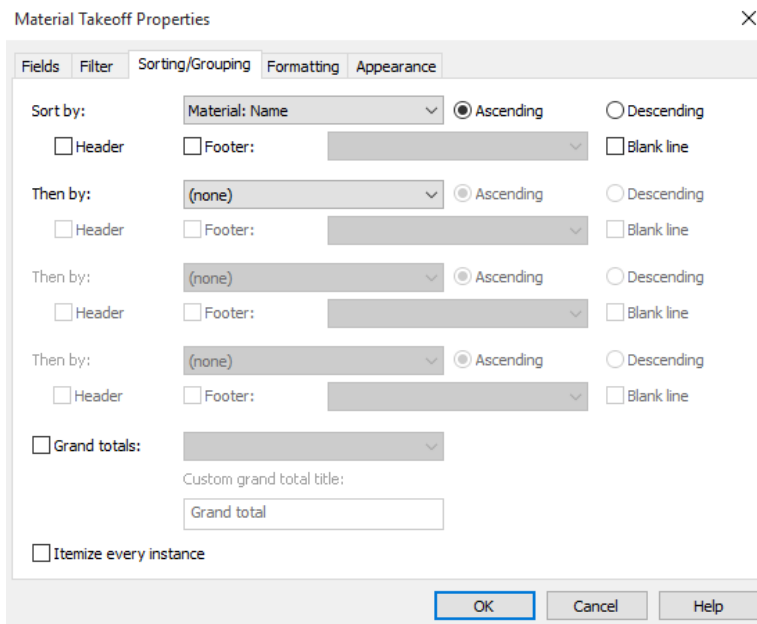 Material Takeoff Properties
Fields Filter Sorting/Grouping Formatting Appearance
Sort by: Material: Name Ascending Descending
Header Footer: Blank line
Then by: (none) Ascending Descending
Header Footer: Blank line
Then by: (none) Ascending Descending
Header Footer: Blank line
Then by: (none) Ascending Descending
Header Footer: Blank line
Grand totals:
Custom grand total title:
Grand total
Itemize every instance
OK Cancel Help